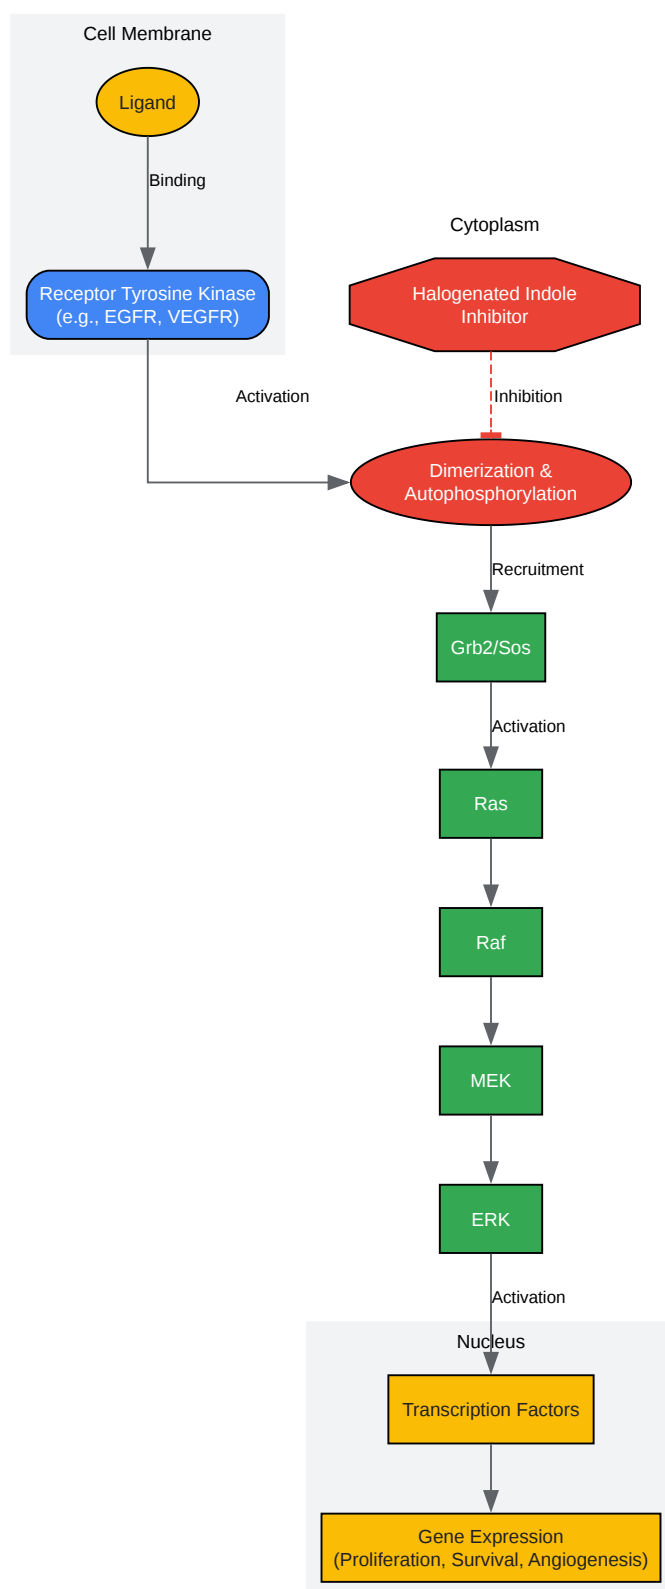 Cell Membrane
Ligand
Binding
Cytoplasm
Receptor Tyrosine Kinase
(e.g., EGFR, VEGFR)
Halogenated Indole
Inhibitor
Activation
Inhibition
Dimerization &
Autophosphorylation
Recruitment
Grb2/Sos
Activation
Ras
Raf
MEK
ERK
Activation
Nucleus
Transcription Factors
Gene Expression
(Proliferation, Survival, Angiogenesis)